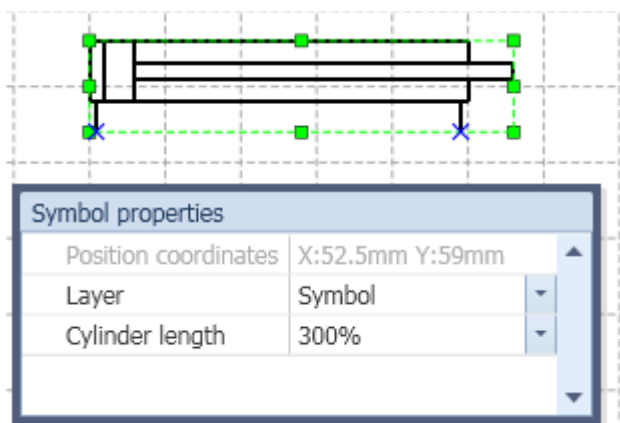 Symbol properties
Position coordinates X:52.5mm Y:59mm
Layer Symbol
Cylinder length 300%